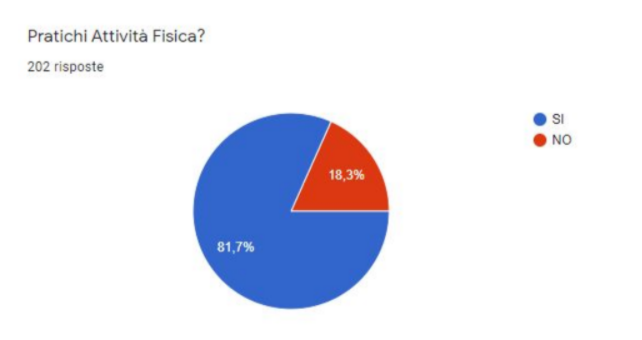 Pratichi Attività Fisica?
202 risposte
SI
NO
18,3%
81,7%